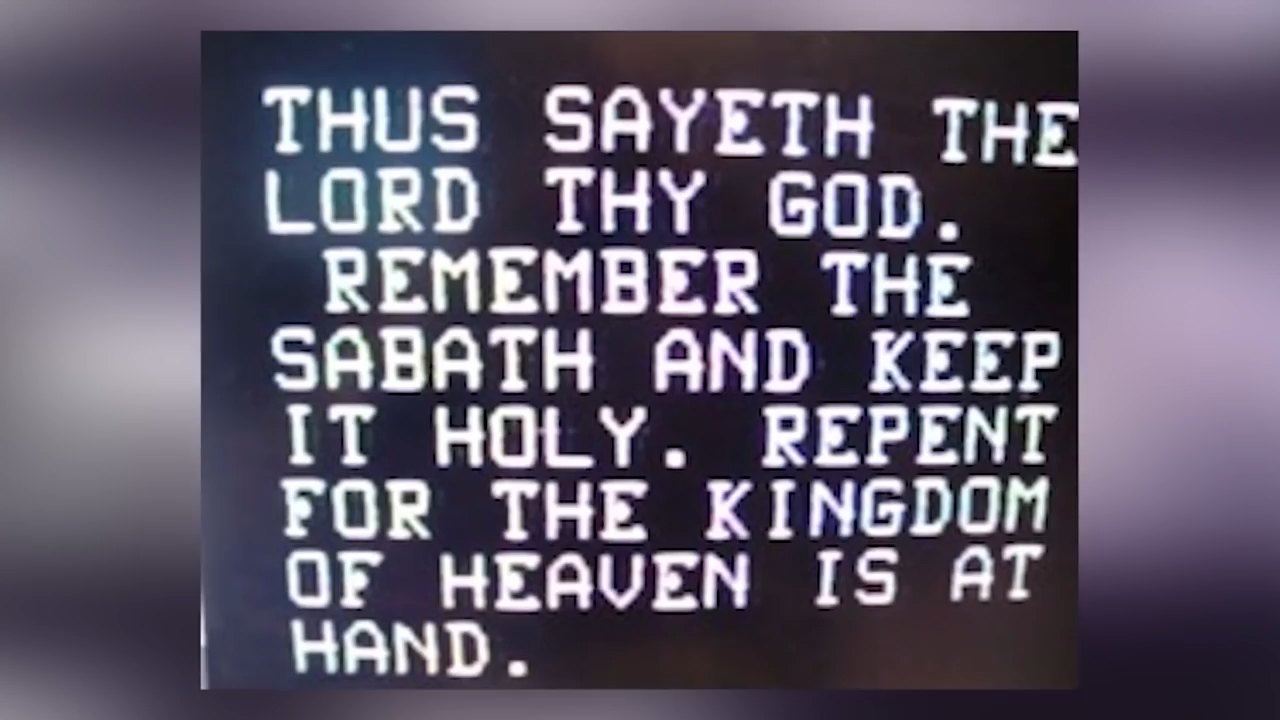 THUS SAYETH THE
LORD THY GOD.
REMEMBER THE
SABATH AND KEEP
IT HOLY. REPENT
FOR THE KINGDOM
OF HEAVEN IS AT
HAND.